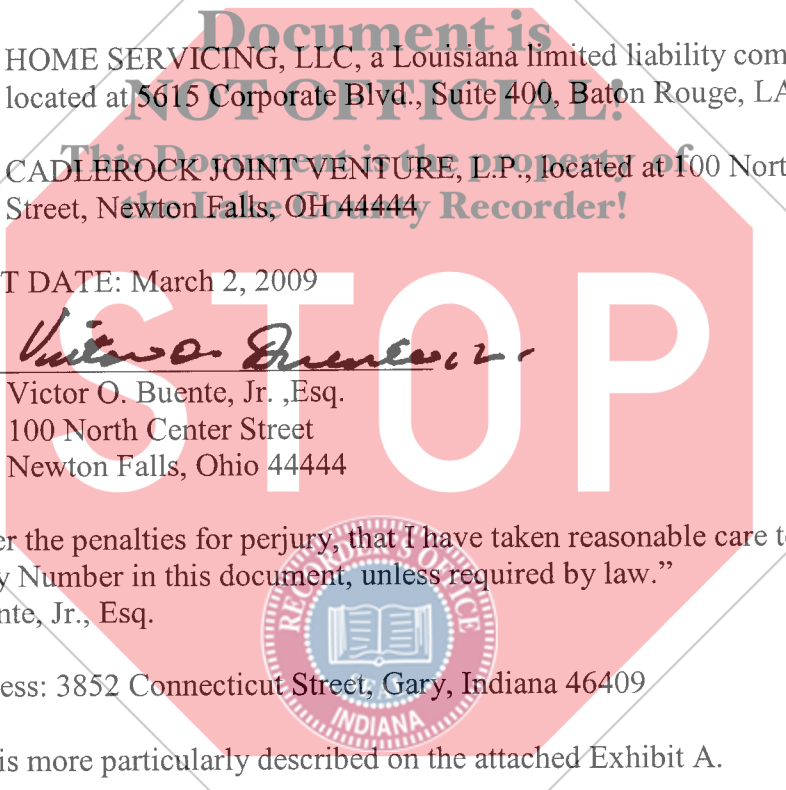 Document is
HOME SERVICING, LLC, a Louisiana limited liability com
located at 5615 Corporate Blvd., Suite 400, Baton Rouge, LA
NOT OFFICIAL!
This Document is the property of
CADLEROCK JOINT VENTURE, L.P., located at 100 Nort
Street, Newton Falls, OH 44444
the Lake County Recorder!
T DATE: March 2, 2009
STOP
Victor O. Buente, Jr. ,Esq.
100 North Center Street
Newton Falls, Ohio 44444
er the penalties for perjury, that I have taken reasonable care to
y Number in this document, unless required by law.”
nte, Jr., Esq.
RECORDER'S OFFICE
SEAL
INDIANA
ess: 3852 Connecticut Street, Gary, Indiana 46409
is more particularly described on the attached Exhibit A.